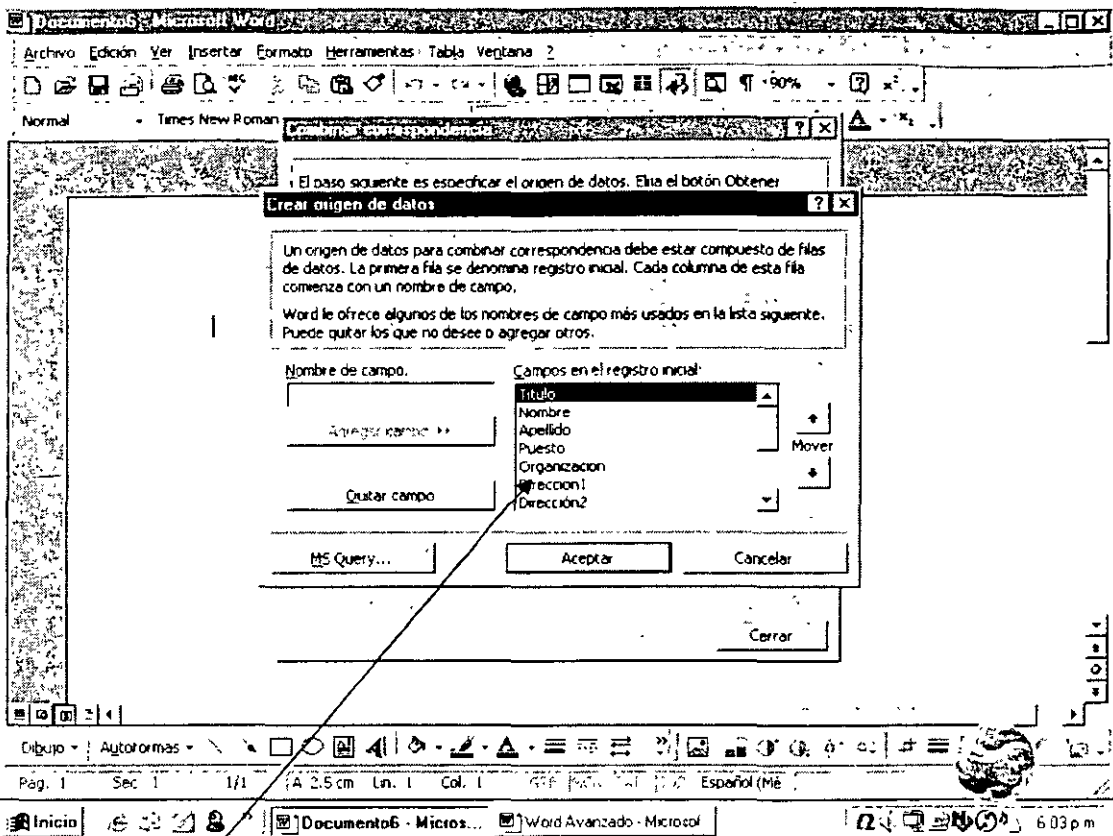 Documento6 - Microsoft Word
Archivo Edición Ver Insertar Formato Herramientas Tabla Ventana ?
90%
Normal Times New Roman
Combinar correspondencia
El paso siguiente es especificar el origen de datos. Elija el botón Obtener
Crear origen de datos
Un origen de datos para combinar correspondencia debe estar compuesto de filas
de datos. La primera fila se denomina registro inicial. Cada columna de esta fila
comienza con un nombre de campo.
Word le ofrece algunos de los nombres de campo más usados en la lista siguiente.
Puede quitar los que no desee o agregar otros.
Nombre de campo. Campos en el registro inicial:
Titulo
Nombre
Agregar campo >> Apellido
Puesto Mover
Organizacion
Quitar campo Direccion1
Dirección2
MS Query... Aceptar Cancelar
Cerrar
Dibujo Autoformas
Pág. 1 Sec 1 1/1 A 2.5 cm Lin. 1 Col. 1 Español (Mé
Inicio Documento6 - Micros... Word Avanzado - Microsof 6 03 pm